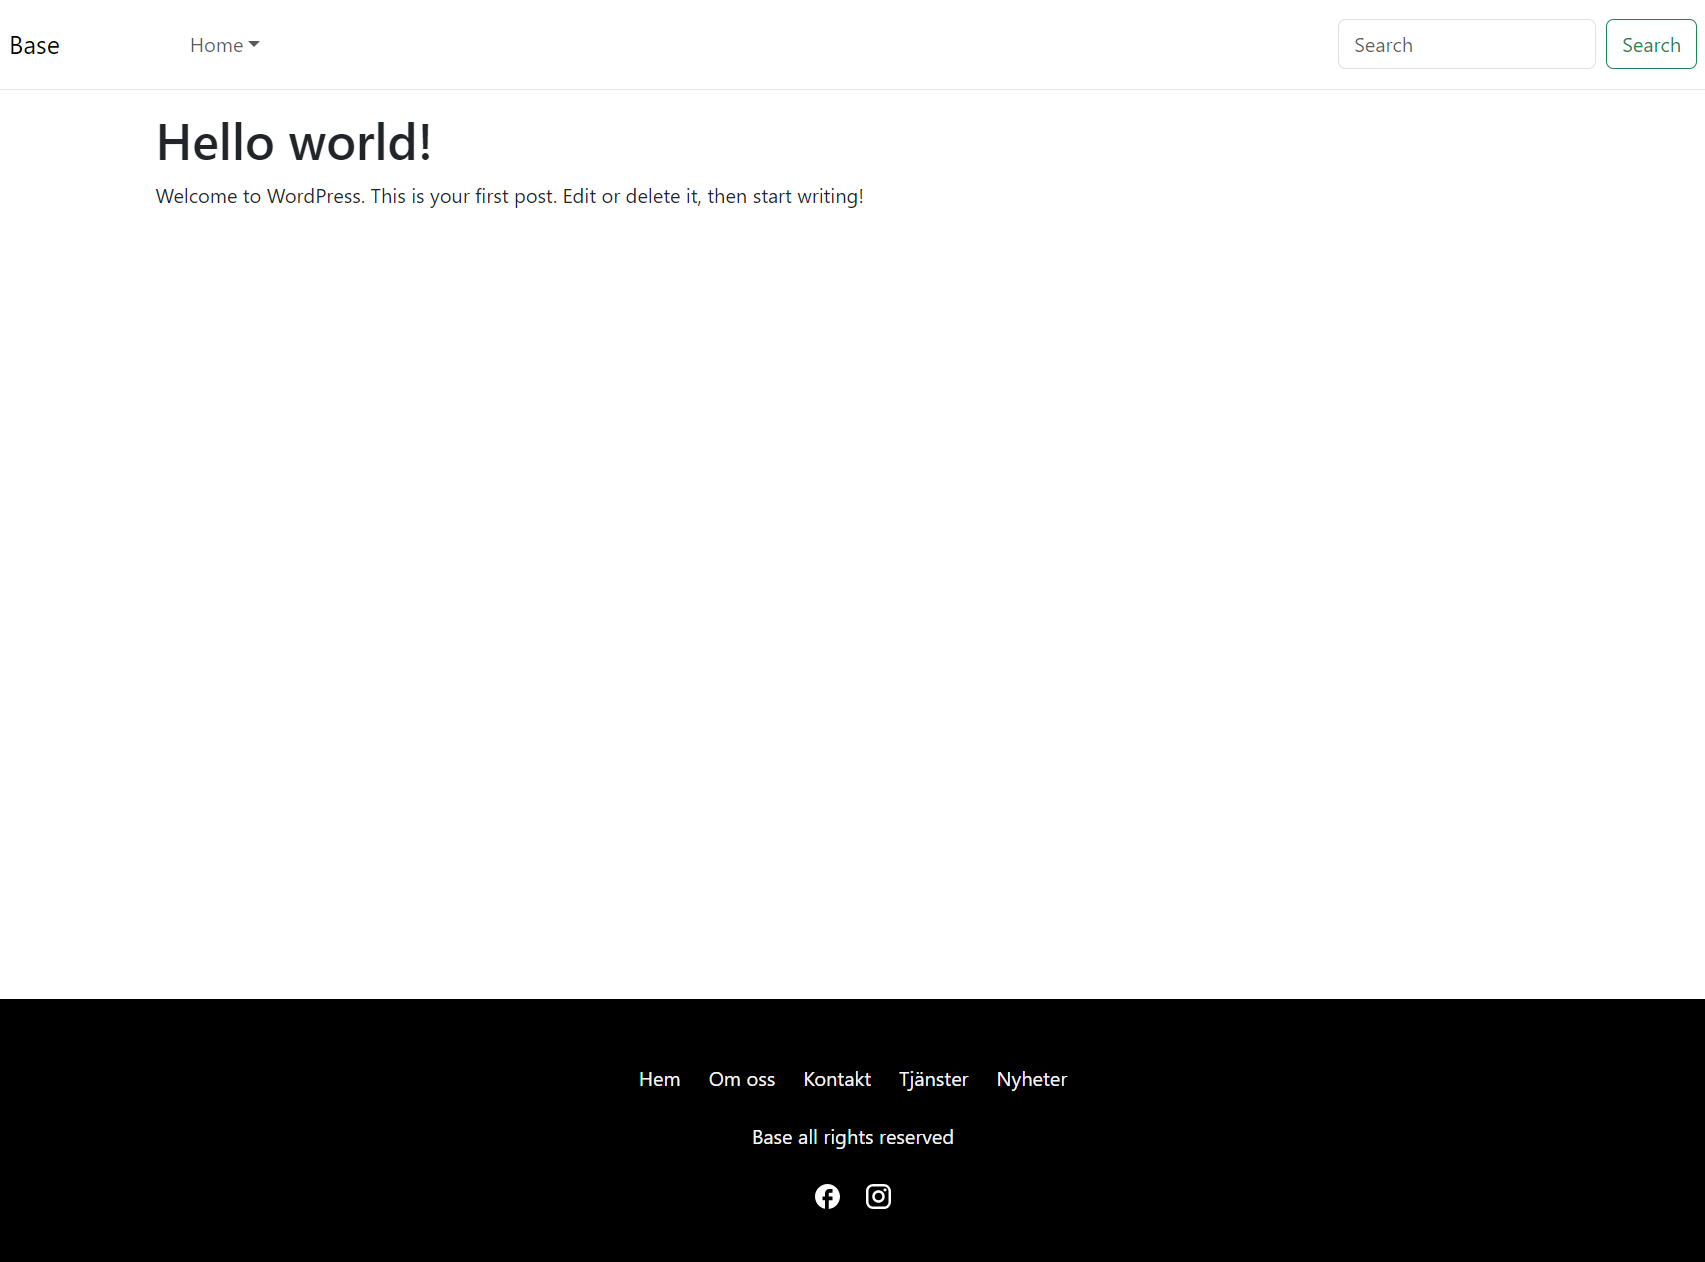 Base Home Search Search
Hello world!
Welcome to WordPress. This is your first post. Edit or delete it, then start writing!
Hem Om oss Kontakt Tjänster Nyheter
Base all rights reserved